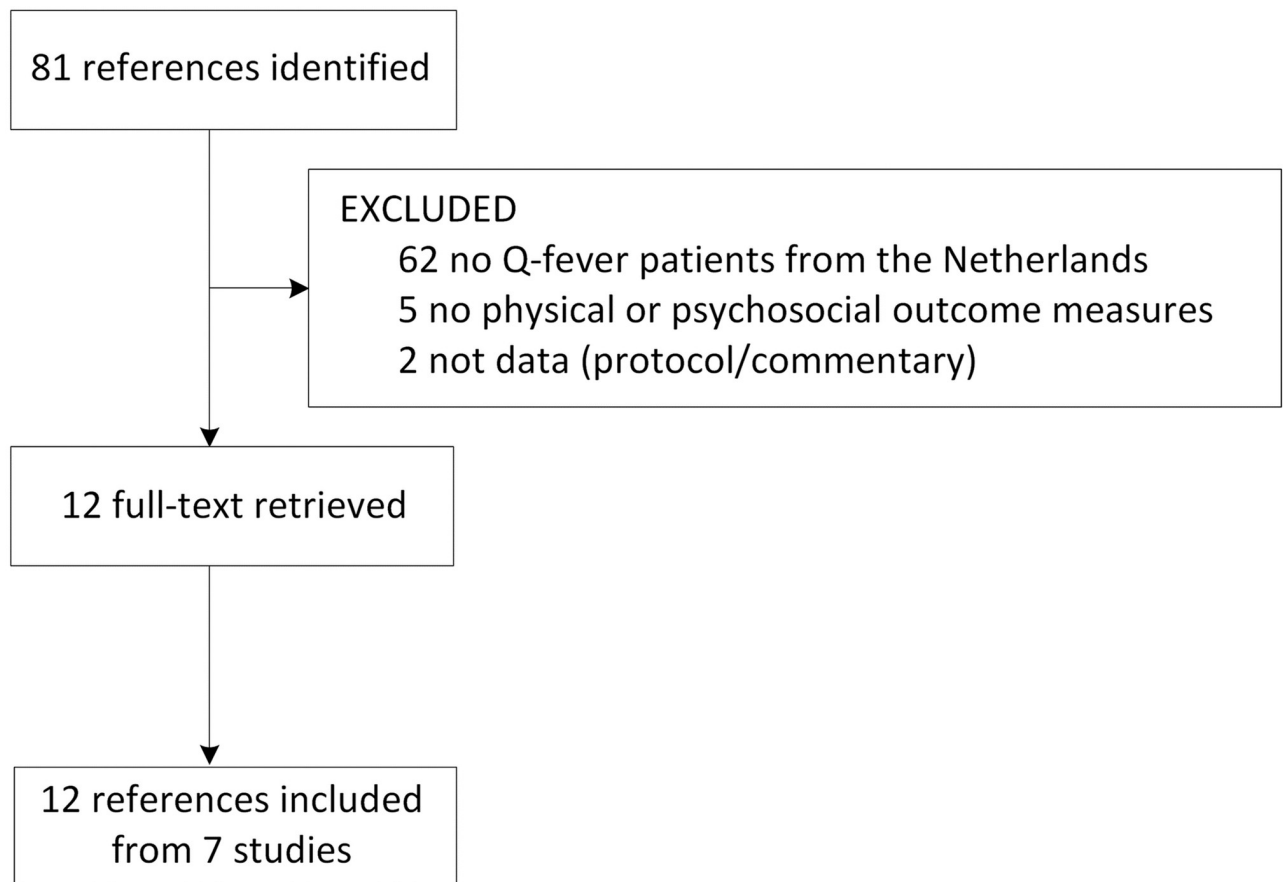 81 references identified
EXCLUDED
62 no Q-fever patients from the Netherlands
5 no physical or psychosocial outcome measures
2 not data (protocol/commentary)
12 full-text retrieved
12 references included
from 7 studies